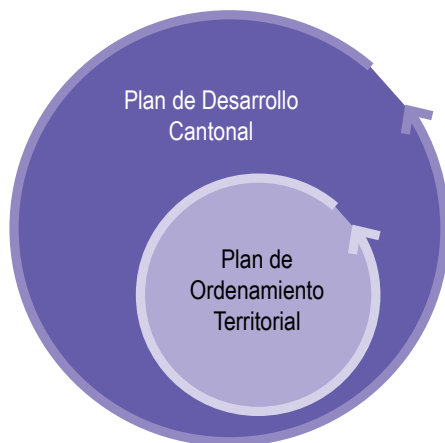 Plan de Desarrollo
Cantonal
Plan de
Ordenamiento
Territorial